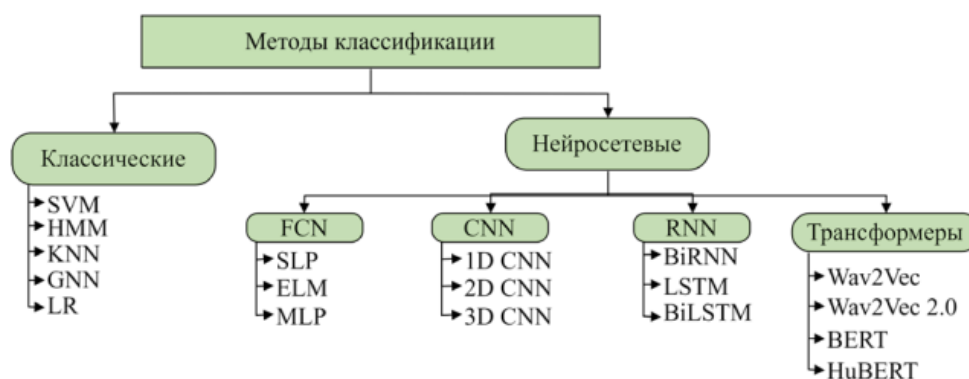 Методы классификации
Классические
SVM
HMM
KNN
GNN
LR
Нейросетевые
FCN
SLP
ELM
MLP
CNN
1D CNN
2D CNN
3D CNN
RNN
BiRNN
LSTM
BiLSTM
Трансформеры
Wav2Vec
Wav2Vec 2.0
BERT
HuBERT